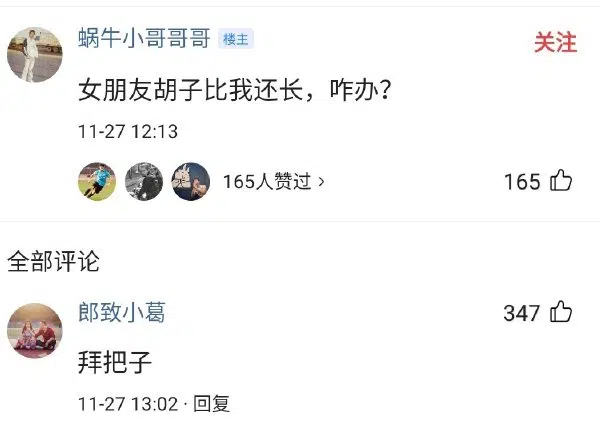 蜗牛小哥哥哥 楼主
关注
女朋友胡子比我还长，咋办？
11-27 12:13
165人赞过 >
165
全部评论
郎致小葛
347
拜把子
11-27 13:02 · 回复